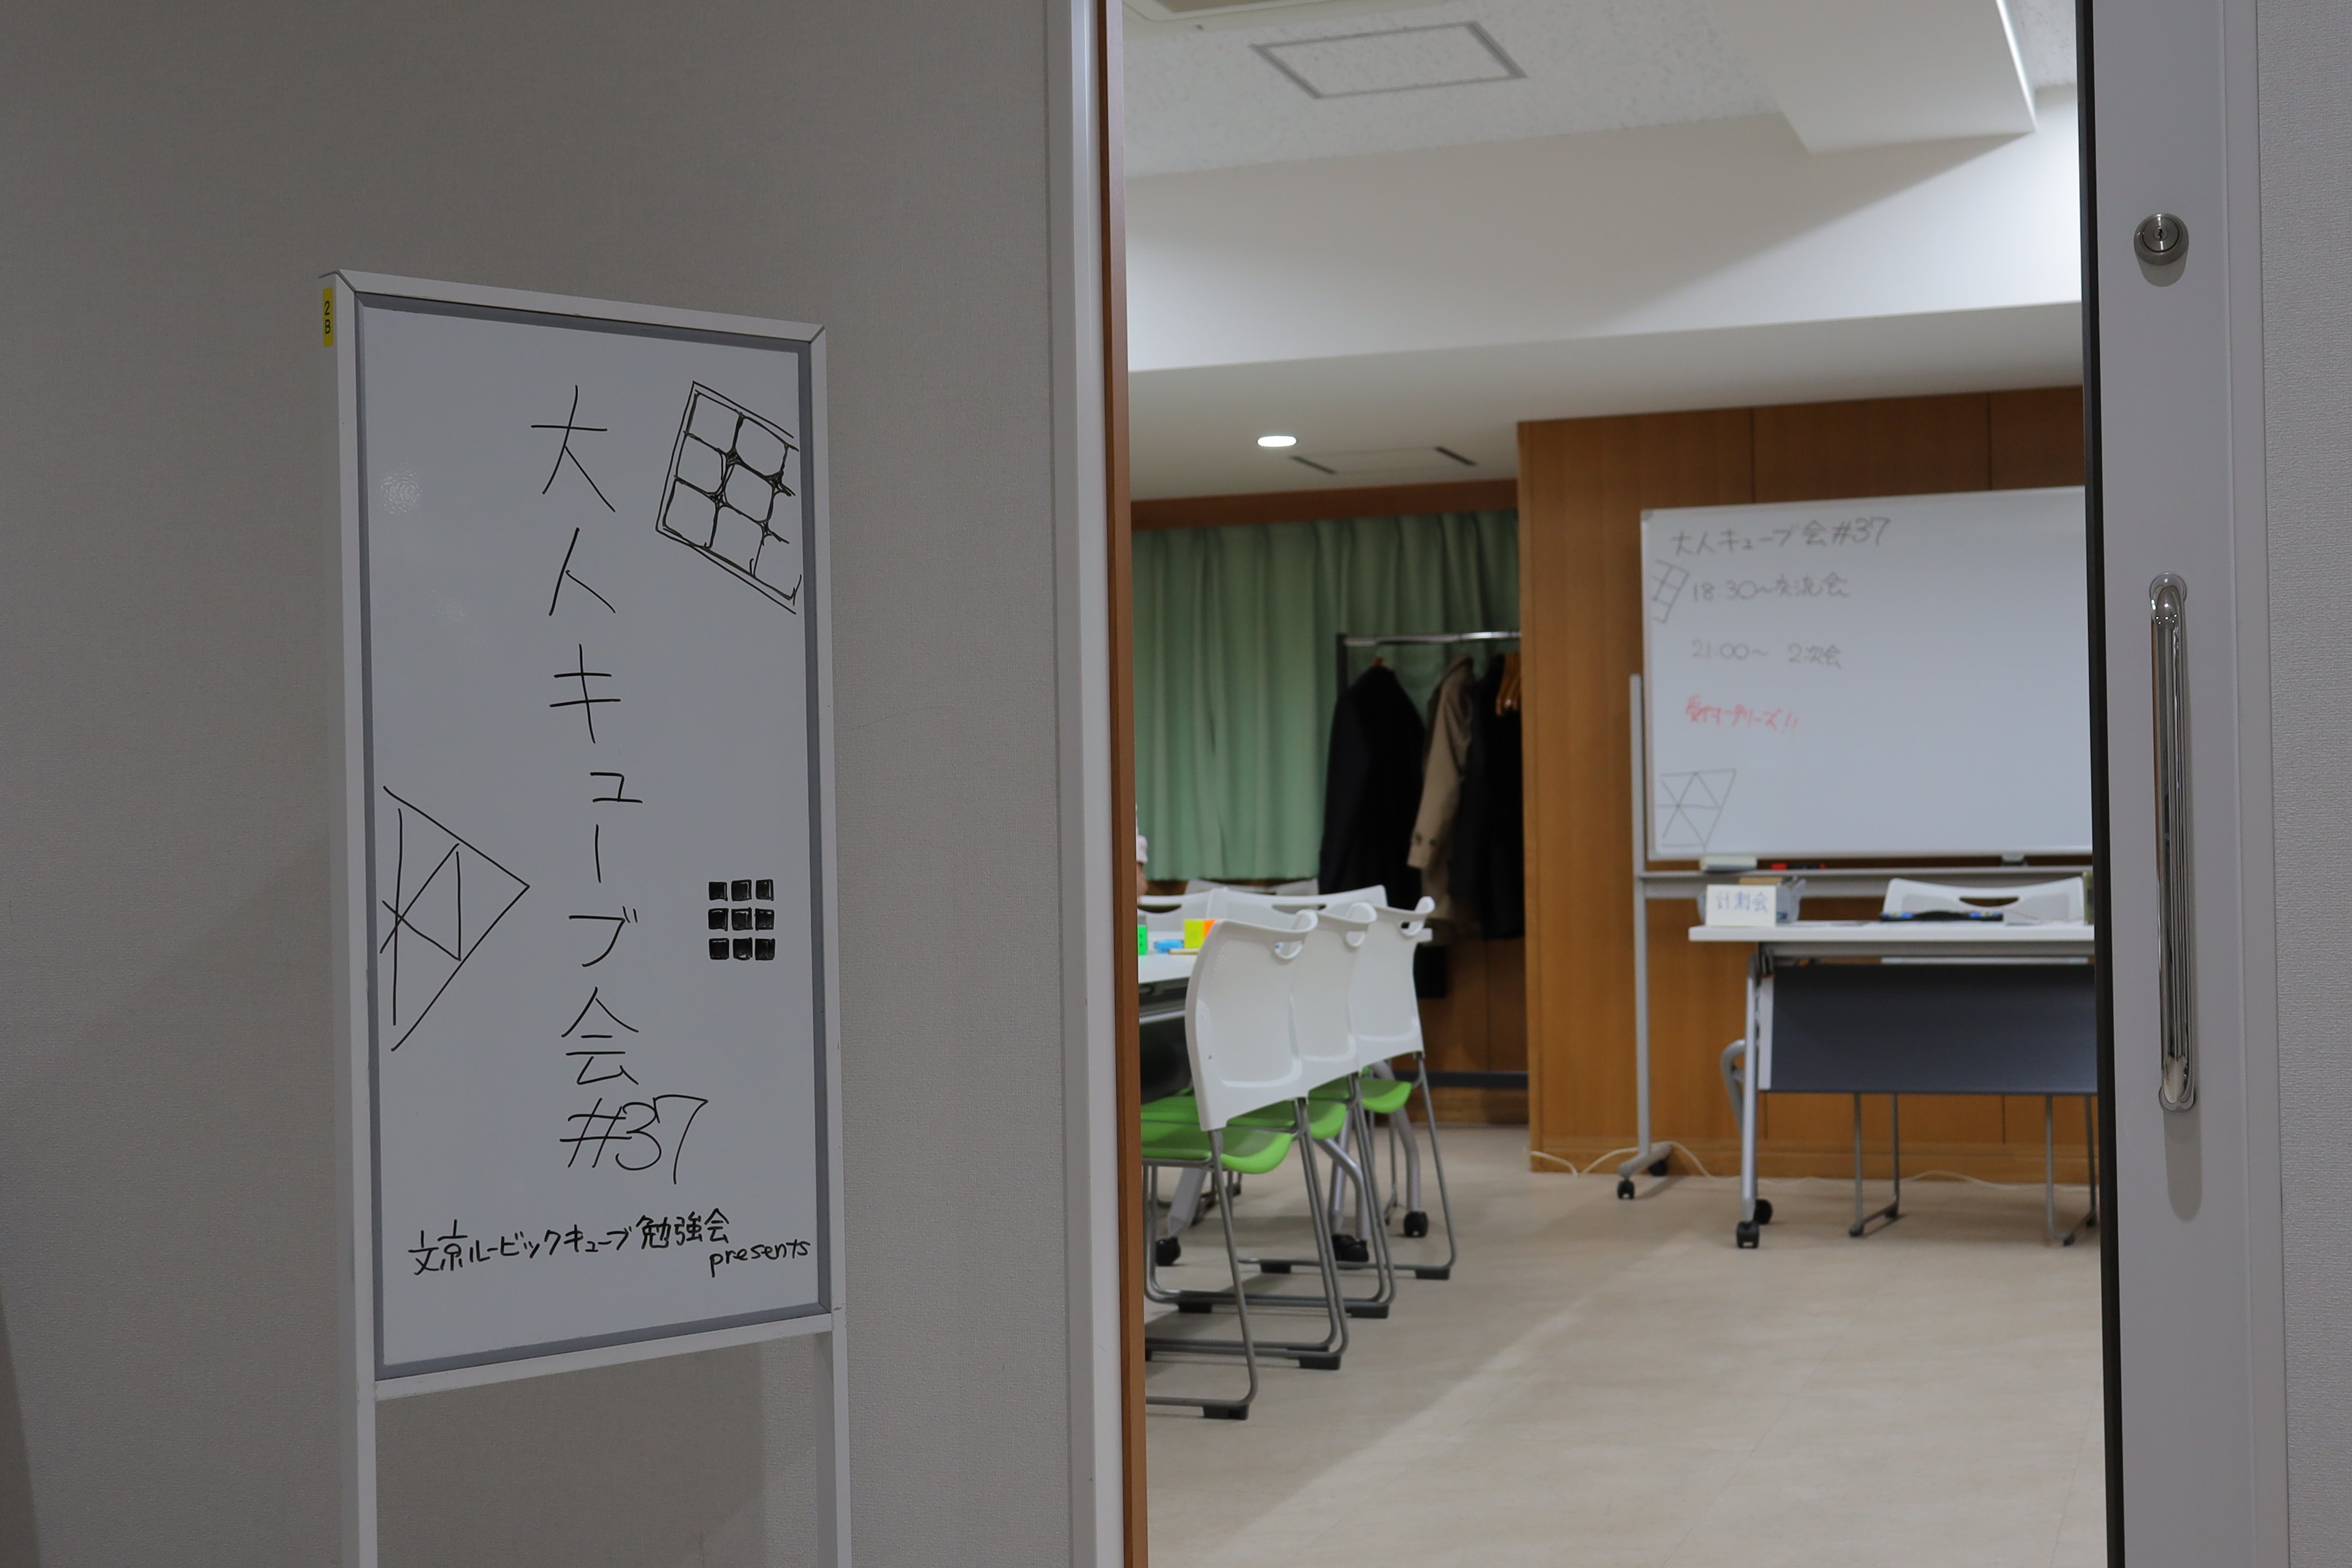 2B
大人キューブ会
#37
文京ルービックキューブ勉強会
presents
大人キューブ会#37
18:30〜交流会
21:00〜 2次会
計測会